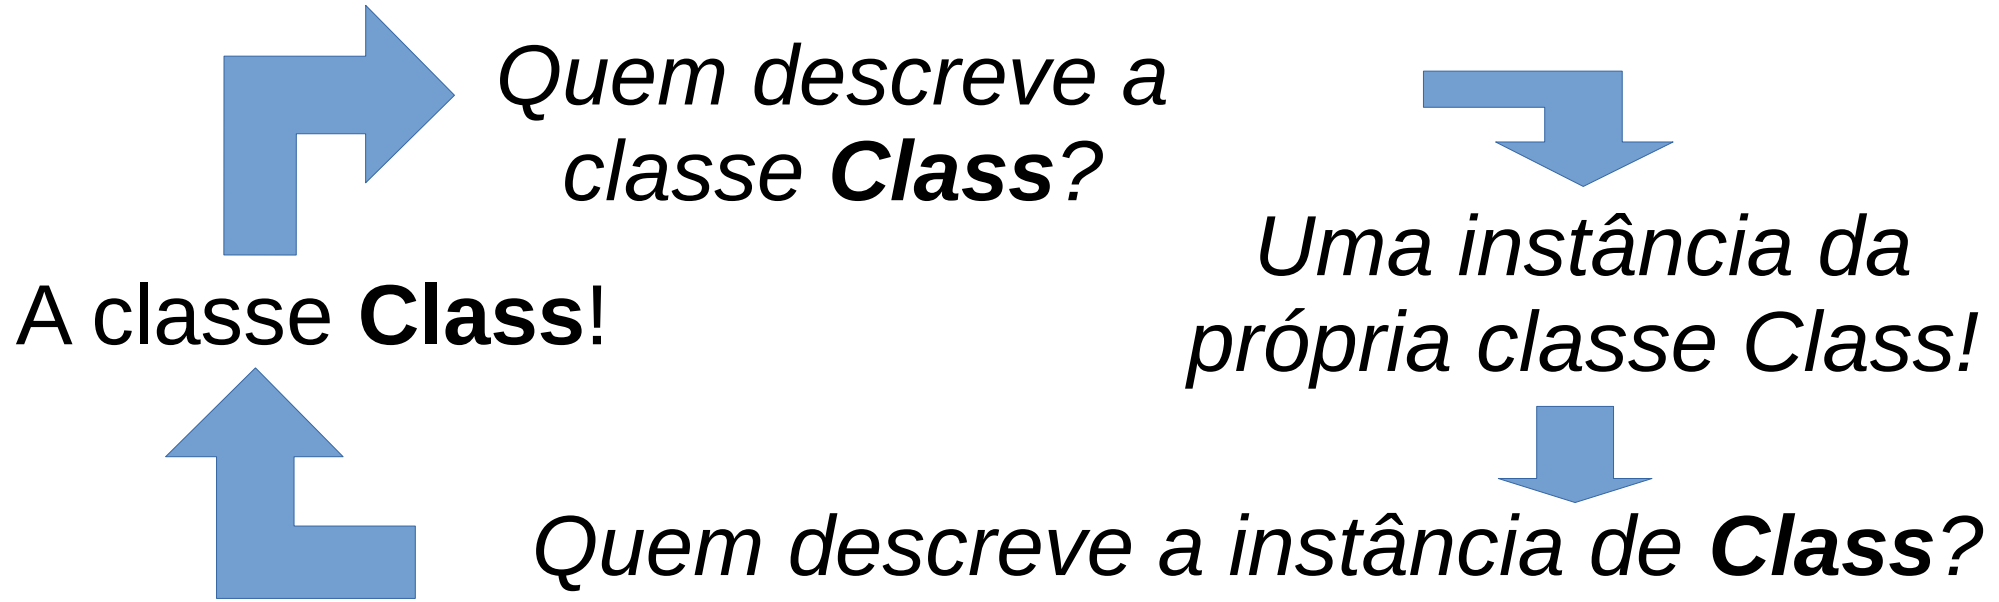 Quem descreve a
classe Class?
Uma instância da
própria classe Class!
Quem descreve a instância de Class?
A classe Class!